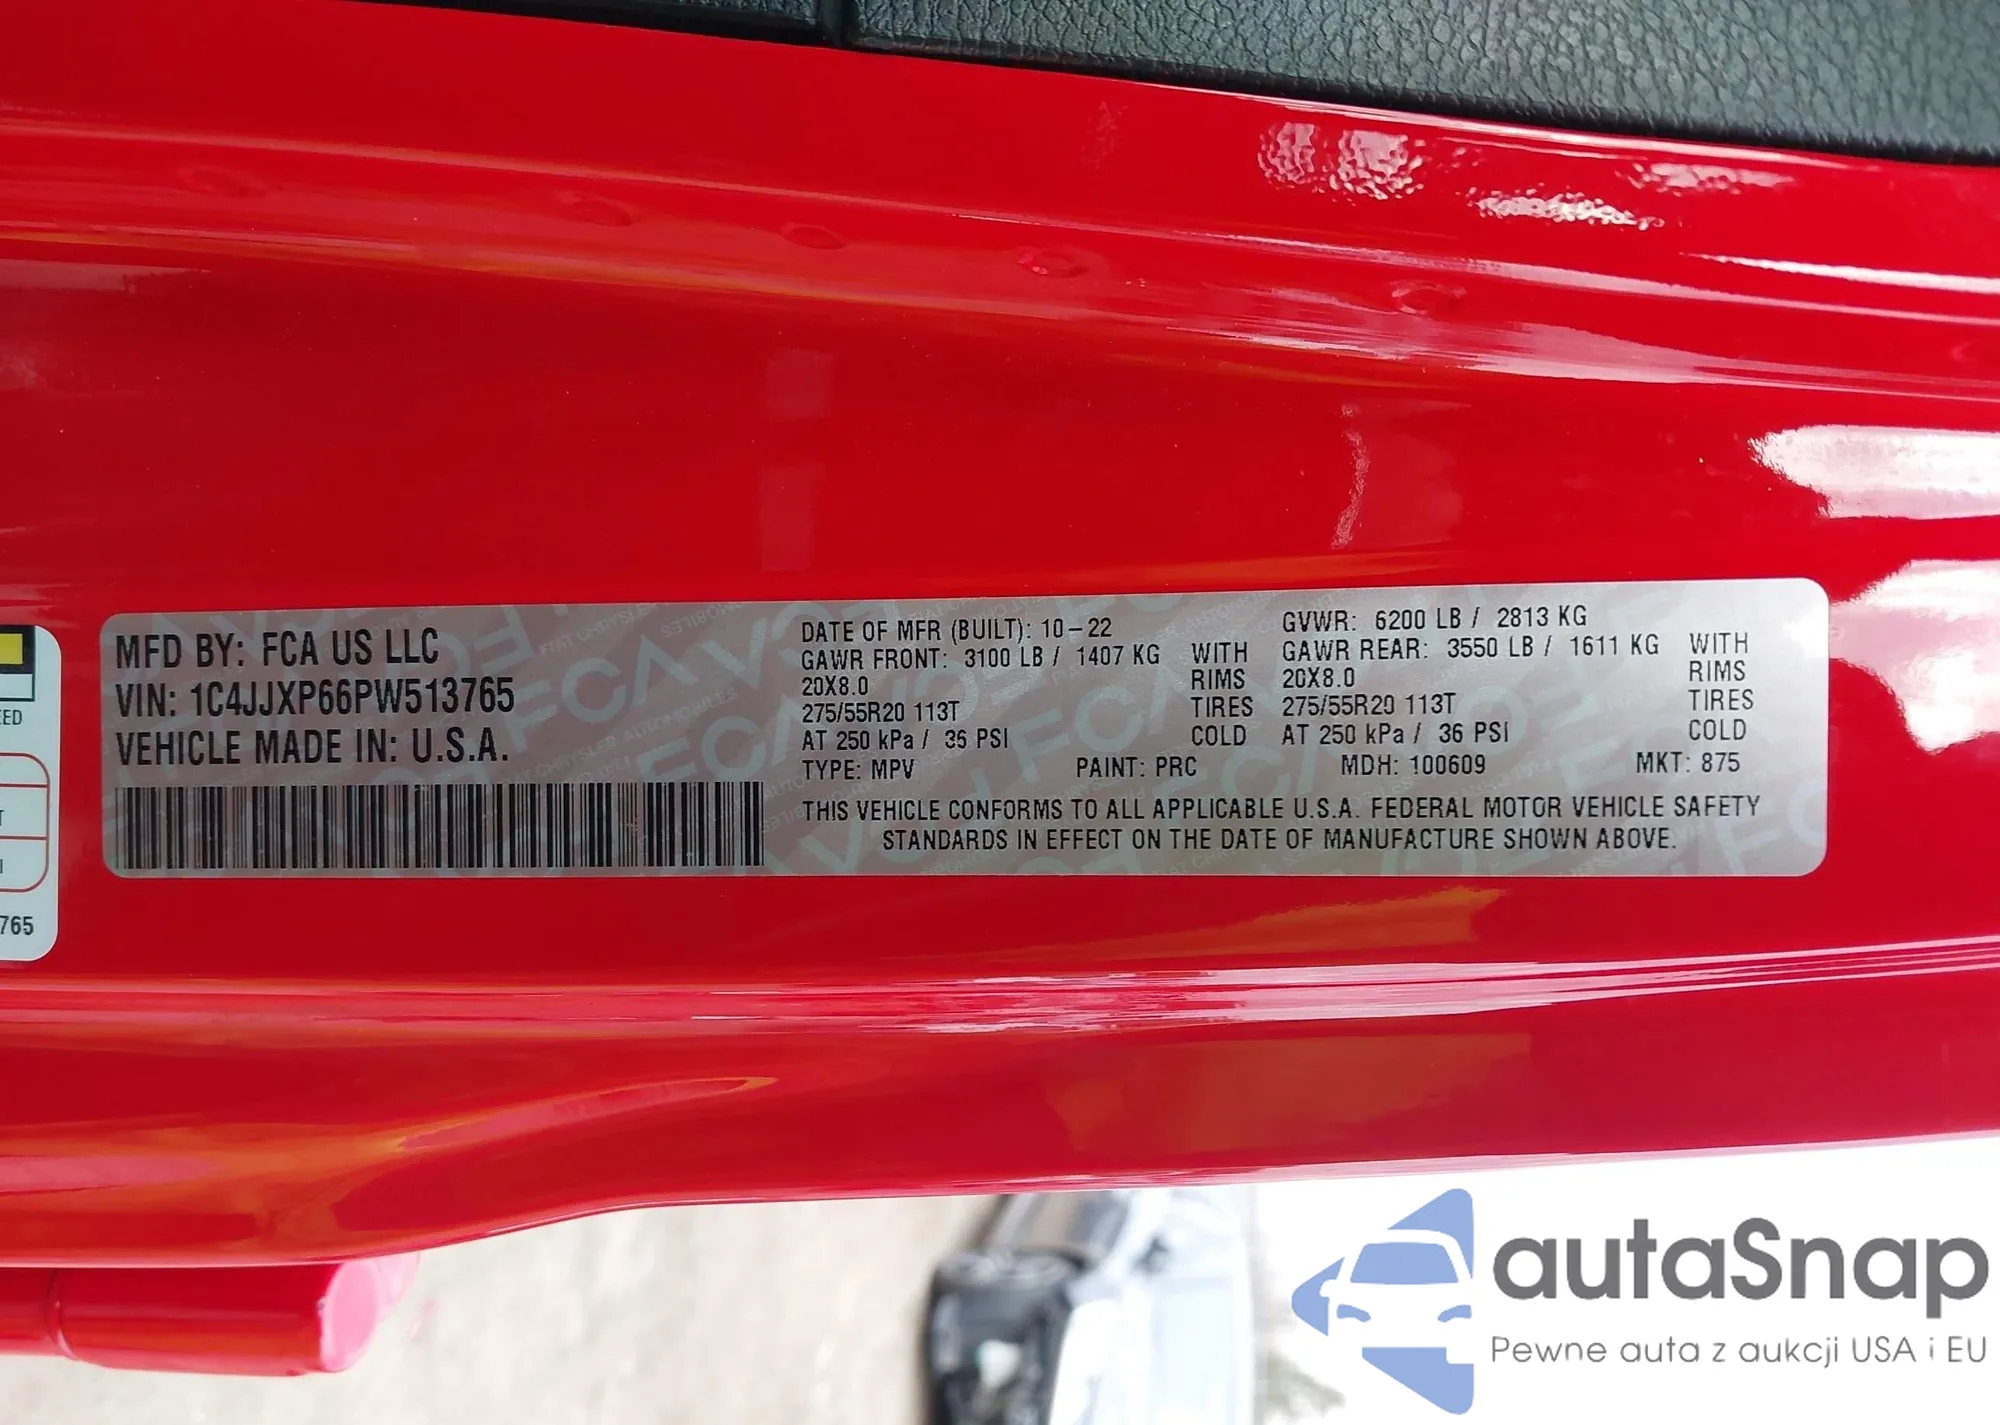 MFD BY: FCA US LLC
VIN: 1C4JJXP66PW513765
VEHICLE MADE IN: U.S.A.
DATE OF MFR (BUILT): 10-22
GAWR FRONT: 3100 LB / 1407 KG WITH
20X8.0 RIMS
275/55R20 113T TIRES
AT 250 kPa / 36 PSI COLD
GVWR: 6200 LB / 2813 KG
GAWR REAR: 3550 LB / 1611 KG WITH
20X8.0 RIMS
275/55R20 113T TIRES
AT 250 kPa / 36 PSI COLD
TYPE: MPV PAINT: PRC MDH: 100609 MKT: 875
THIS VEHICLE CONFORMS TO ALL APPLICABLE U.S.A. FEDERAL MOTOR VEHICLE SAFETY
STANDARDS IN EFFECT ON THE DATE OF MANUFACTURE SHOWN ABOVE.
765
autaSnap
Pewne auta z aukcji USA i EU